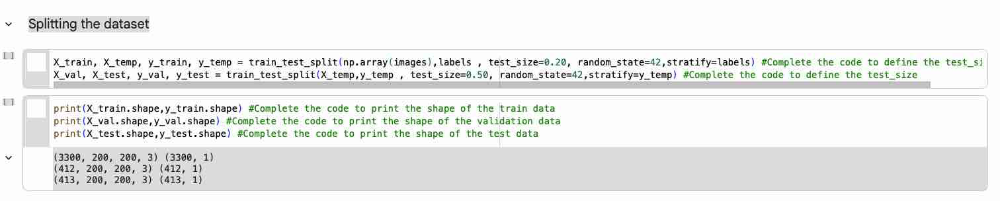 Splitting the dataset
X_train, X_temp, y_train, y_temp = train_test_split(np.array(images),labels , test_size=0.20, random_state=42,stratify=labels) #Complete the code to define the
X_val, X_test, y_val, y_test = train_test_split(X_temp,y_temp , test_size=0.50, random_state=42,stratify=y_temp) #Complete the code to define the test_size
print(X_train.shape,y_train.shape) #Complete the code to print the shape of the train data
print(X_val.shape,y_val.shape) #Complete the code to print the shape of the validation data
print(X_test.shape,y_test.shape) #Complete the code to print the shape of the test data
(3300, 200, 200, 3) (3300, 1)
(412, 200, 200, 3) (412, 1)
(413, 200, 200, 3) (413, 1)